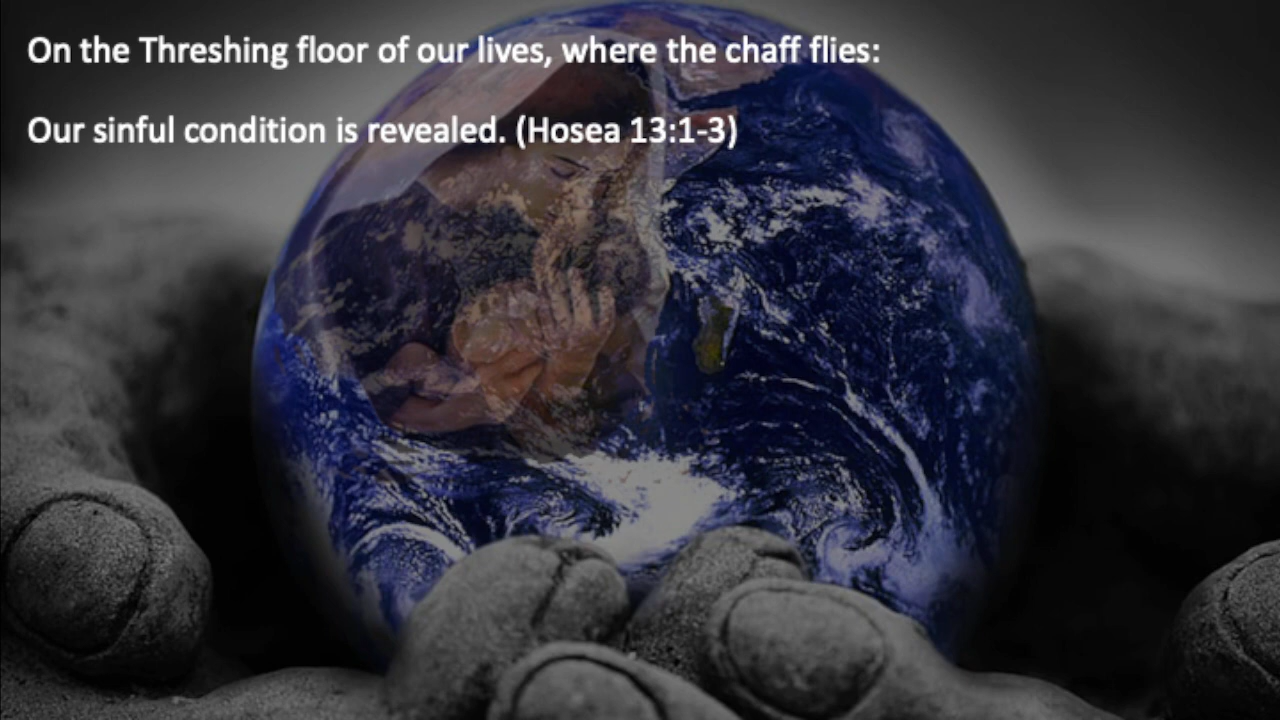 On the Threshing floor of our lives, where the chaff flies:
Our sinful condition is revealed. (Hosea 13:1-3)